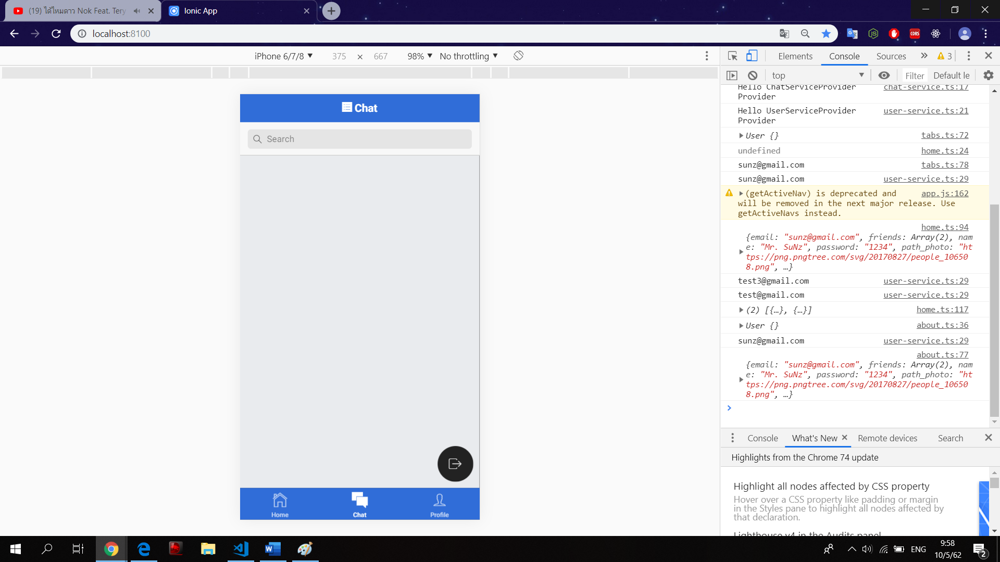 (19) ได้ไหมดาว Nok Feat. Tery
Ionic App
localhost:8100
iPhone 6/7/8 375 × 667 98% No throttling
Elements Console Sources » 3
top Filter Default le
Chat
Search
Home
Chat
Profile
Hello ChatServiceProvider chat-service.ts:17
Provider
Hello UserServiceProvider user-service.ts:21
Provider
User {} tabs.ts:72
undefined home.ts:24
sunz@gmail.com tabs.ts:78
sunz@gmail.com user-service.ts:29
(getActiveNav) is deprecated and app.js:162
will be removed in the next major release. Use
getActiveNavs instead.
home.ts:94
{email: "sunz@gmail.com", friends: Array(2), nam
e: "Mr. SuNz", password: "1234", path_photo: "ht
tps://png.pngtree.com/svg/20170827/people_10650
8.png", …}
test3@gmail.com user-service.ts:29
test@gmail.com user-service.ts:29
(2) [{…}, {…}] home.ts:117
User {} about.ts:36
sunz@gmail.com user-service.ts:29
about.ts:77
{email: "sunz@gmail.com", friends: Array(2), nam
e: "Mr. SuNz", password: "1234", path_photo: "ht
tps://png.pngtree.com/svg/20170827/people_10650
8.png", …}
Console What's New Remote devices Search
Highlights from the Chrome 74 update
Highlight all nodes affected by CSS property
Hover over a CSS property like padding or margin
in the Styles pane to highlight all nodes affected by
that declaration.
Lighthouse v4 in the Audits panel
ENG
9:58
10/5/62
2